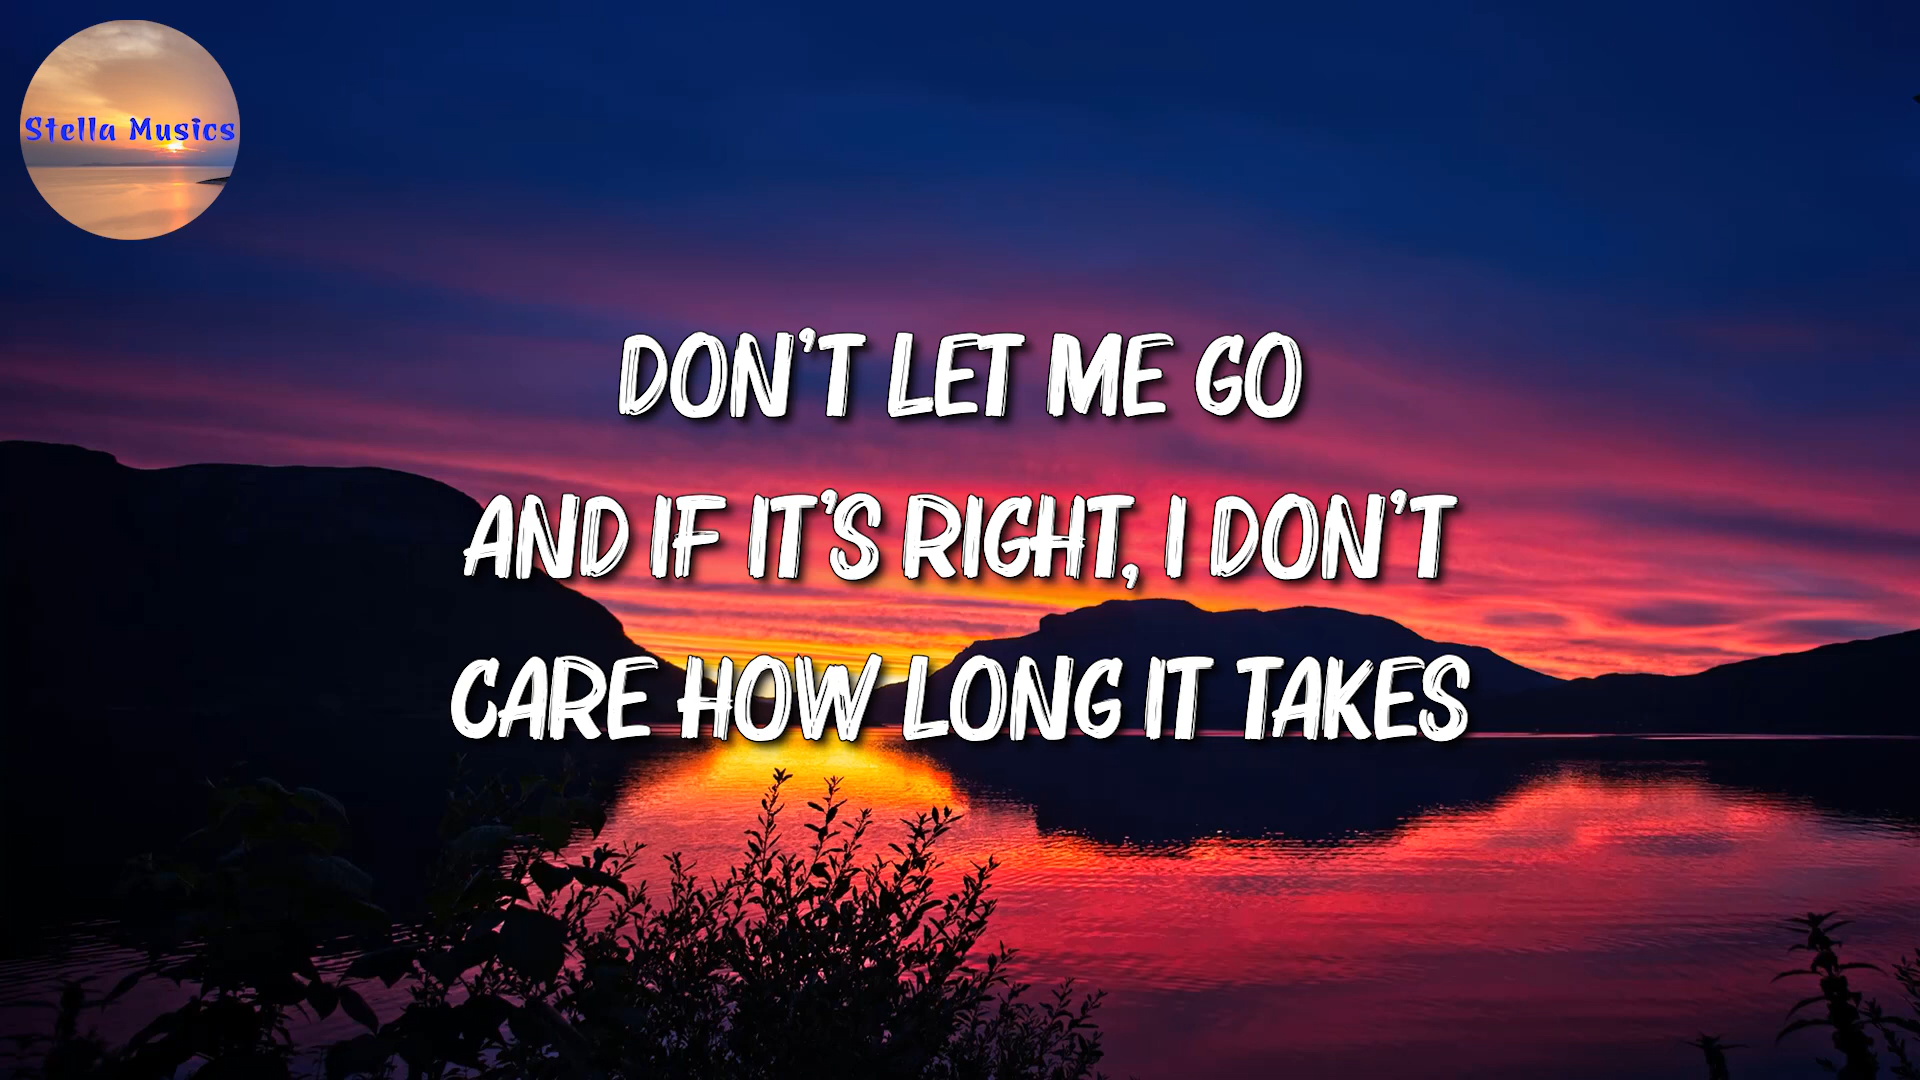 Stella Musics
DON'T LET ME GO
AND IF IT'S RIGHT, I DON'T
CARE HOW LONG IT TAKES